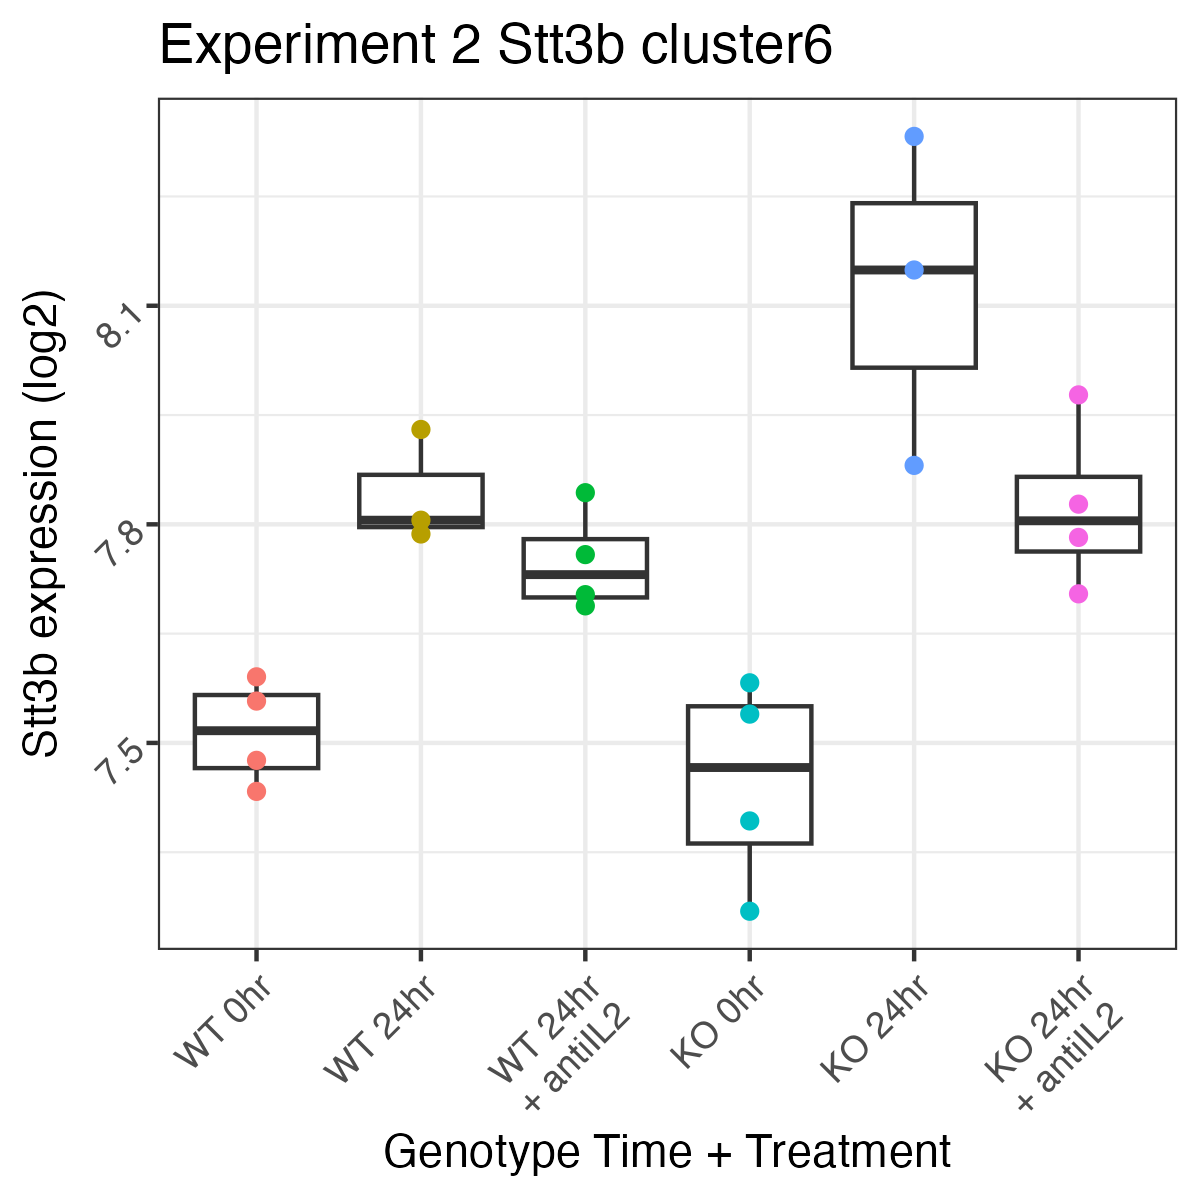 Experiment 2 Stt3b cluster6
Stt3b expression (log2)
8.1
7.8
7.5
WT 0hr
WT 24hr
WT 24hr
+ antiIL2
KO 0hr
KO 24hr
KO 24hr
+ antiIL2
Genotype Time + Treatment